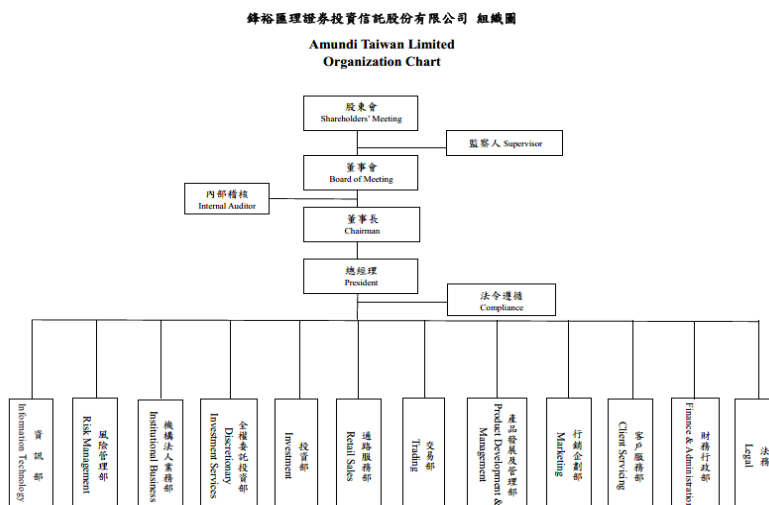 鋒裕匯理證券投資信託股份有限公司 組織圖
Amundi Taiwan Limited
Organization Chart
股東會
Shareholders' Meeting
監察人 Supervisor
董事會
Board of Meeting
內部稽核
Internal Auditor
董事長
Chairman
總經理
President
法令遵循
Compliance
資訊部
Information Technology
風險管理部
Risk Management
機構法人業務部
Institutional Business
全權委託投資部
Discretionary
Investment Services
投資部
Investment
通路服務部
Retail Sales
交易部
Trading
產品發展及管理部
Product Development &
Management
行銷企劃部
Marketing
客戶服務部
Client Servicing
財務行政部
Finance & Administration
法務
Legal